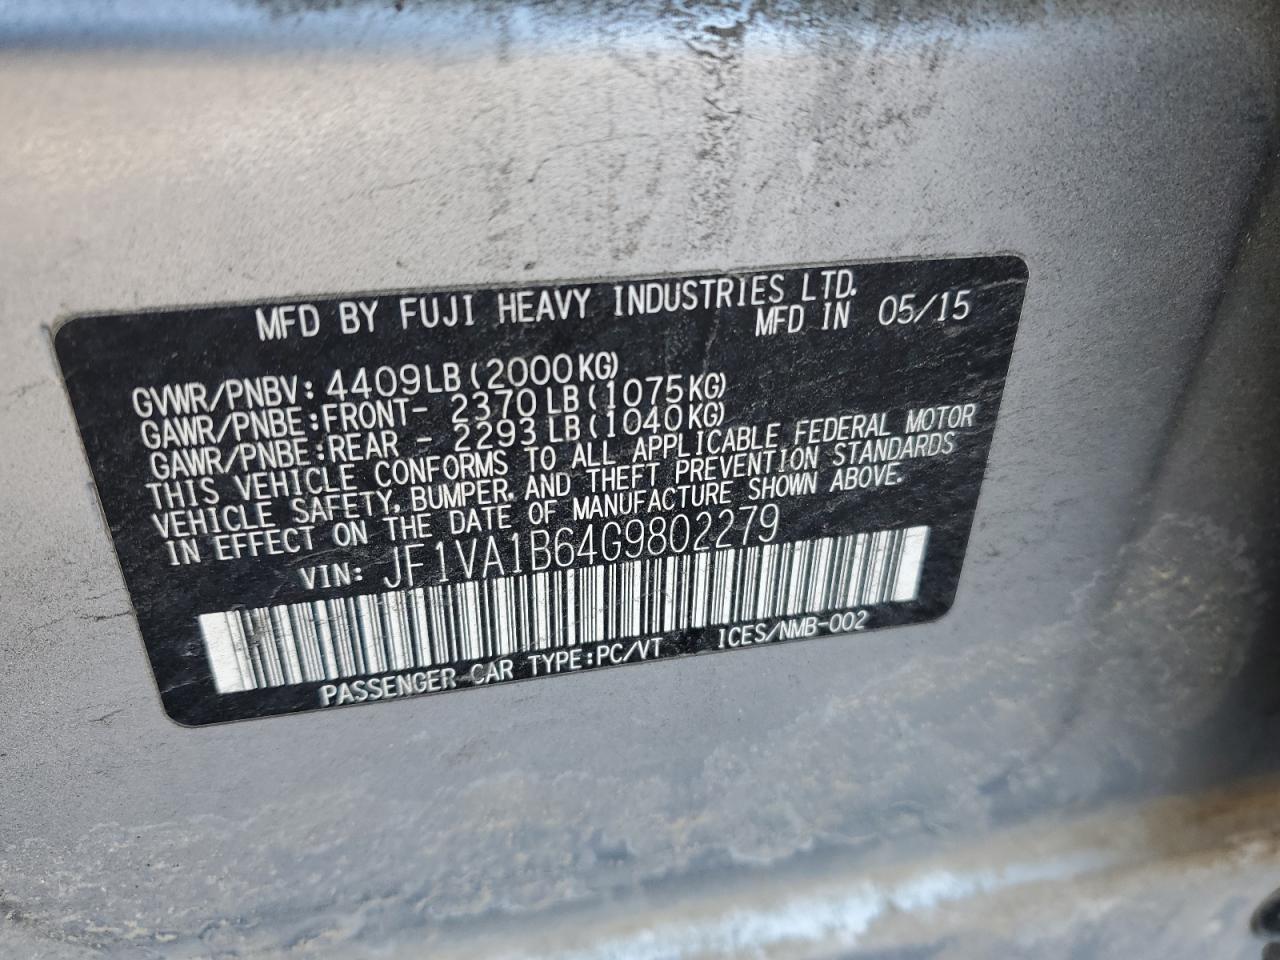 MFD BY FUJI HEAVY INDUSTRIES LTD.
MFD IN 05/15
GVWR/PNBV: 4409LB (2000KG)
GAWR/PNBE:FRONT- 2370LB (1075KG)
GAWR/PNBE:REAR - 2293LB (1040KG)
THIS VEHICLE CONFORMS TO ALL APPLICABLE FEDERAL MOTOR
VEHICLE SAFETY, BUMPER, AND THEFT PREVENTION STANDARDS
IN EFFECT ON THE DATE OF MANUFACTURE SHOWN ABOVE.
VIN: JF1VA1B64G9802279
PASSENGER CAR TYPE:PC/VT ICES/NMB-002